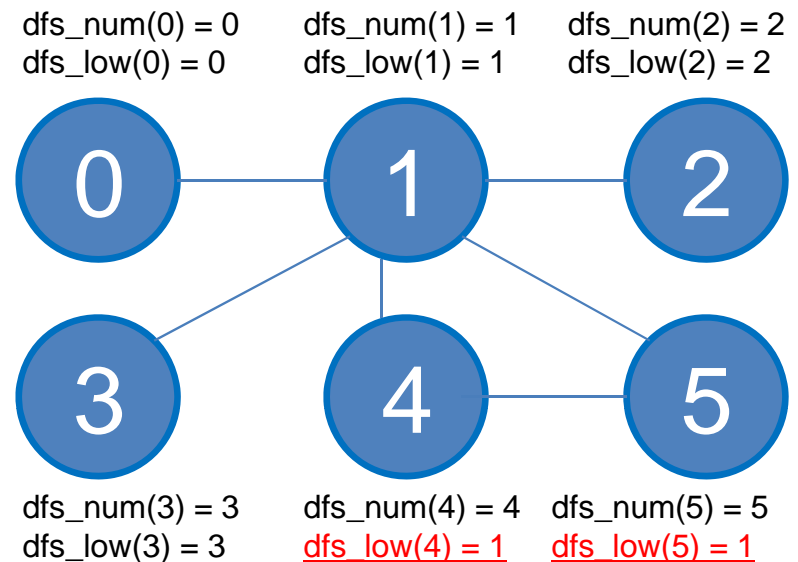 dfs_num(0) = 0 dfs_num(1) = 1 dfs_num(2) = 2
dfs_low(0) = 0 dfs_low(1) = 1 dfs_low(2) = 2
0 1 2
3 4 5
dfs_num(3) = 3 dfs_num(4) = 4 dfs_num(5) = 5
dfs_low(3) = 3 dfs_low(4) = 1 dfs_low(5) = 1